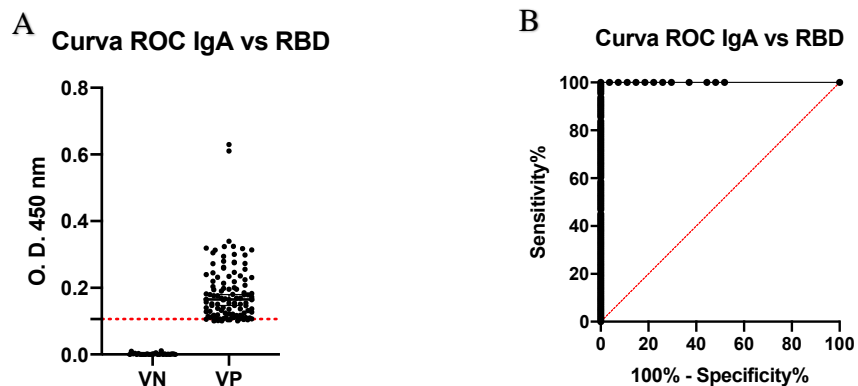 A
Curva ROC IgA vs RBD
O. D. 450 nm
0.8
0.6
0.4
0.2
0.0
VN VP
B
Curva ROC IgA vs RBD
Sensitivity%
100
80
60
40
20
0
0 20 40 60 80 100
100% - Specificity%